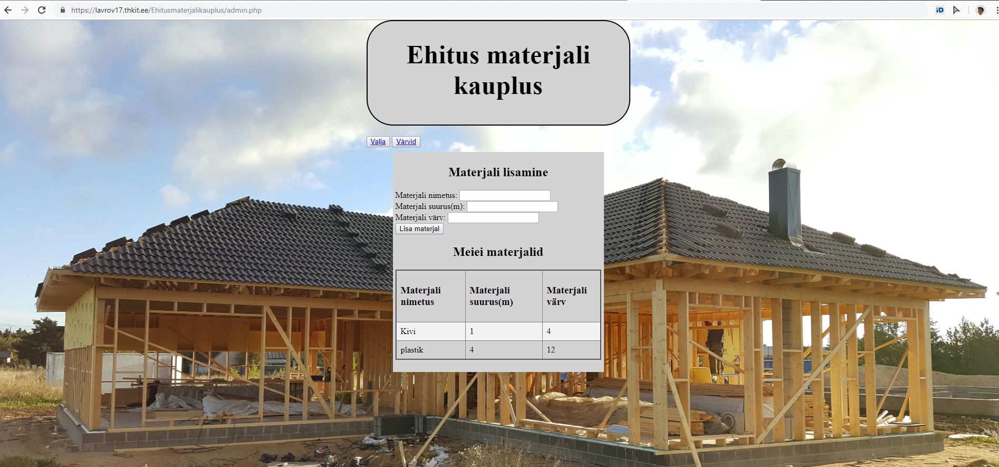 https://lavrov17.thkit.ee/Ehitusmaterjalikauplus/admin.php
iD
Ehitus materjali
kauplus
Valja Värvid
Materjali lisamine
Materjali nimetus:
Materjali suurus(m):
Materjali värv:
Lisa materjal
Meiei materjalid
Materjali nimetus Materjali suurus(m) Materjali värv
Kivi 1 4
plastik 4 12